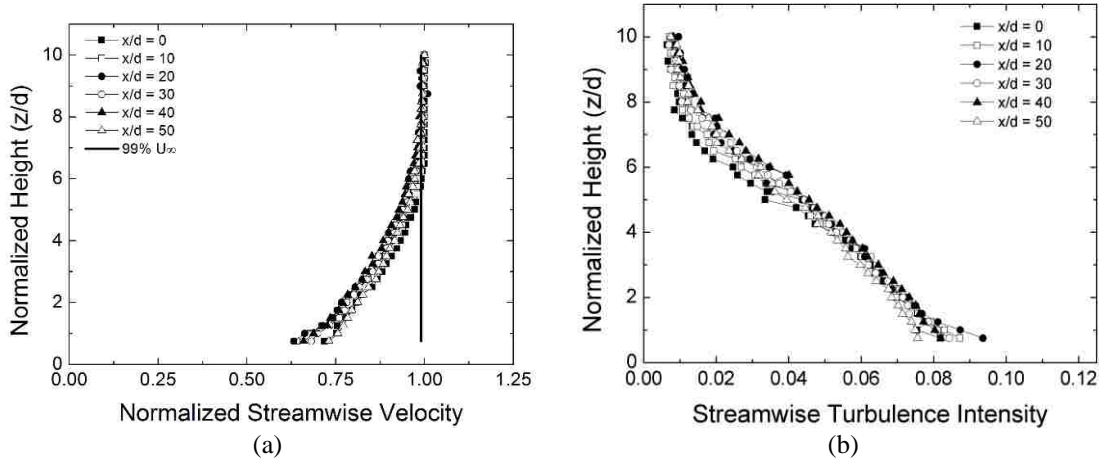 x/d = 0
x/d = 10
x/d = 20
x/d = 30
x/d = 40
x/d = 50
99% U∞
10
8
6
4
2
0
Normalized Height (z/d)
0.00 0.25 0.50 0.75 1.00 1.25
Normalized Streamwise Velocity
(a)
x/d = 0
x/d = 10
x/d = 20
x/d = 30
x/d = 40
x/d = 50
10
8
6
4
2
0
Normalized Height (z/d)
0.00 0.02 0.04 0.06 0.08 0.10 0.12
Streamwise Turbulence Intensity
(b)